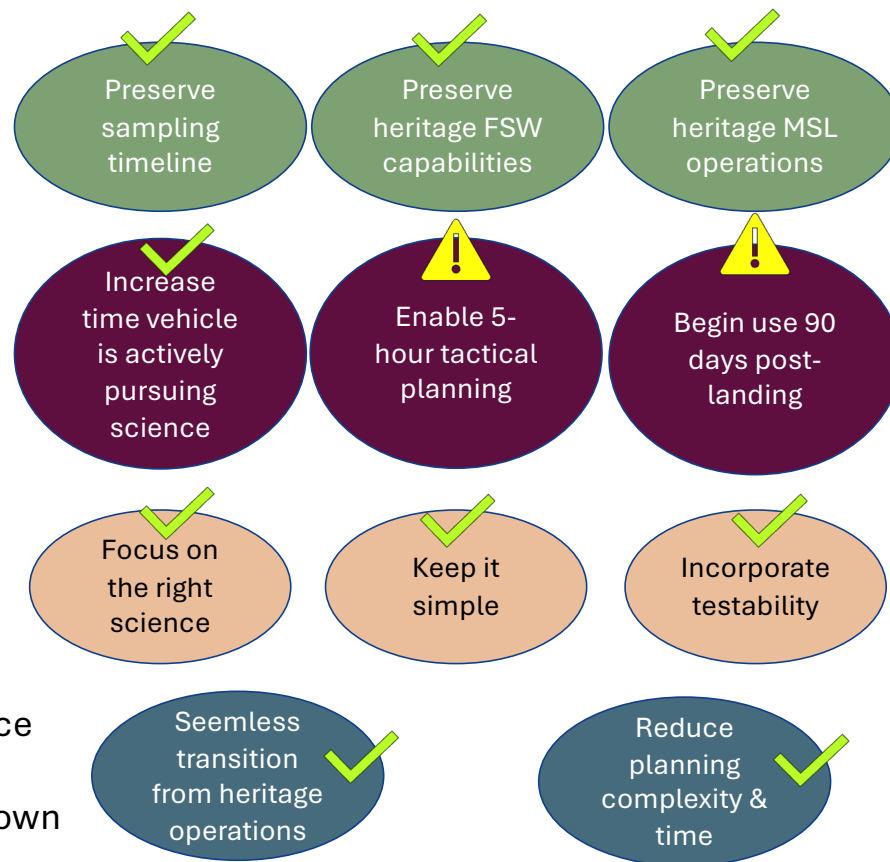 Preserve
sampling
timeline
Preserve
heritage FSW
capabilities
Preserve
heritage MSL
operations
Increase
time vehicle
is actively
pursuing
science
Enable 5-
hour tactical
planning
Begin use 90
days post-
landing
Focus on
the right
science
Keep it
simple
Incorporate
testability
Seemless
transition
from heritage
operations
Reduce
planning
complexity &
time